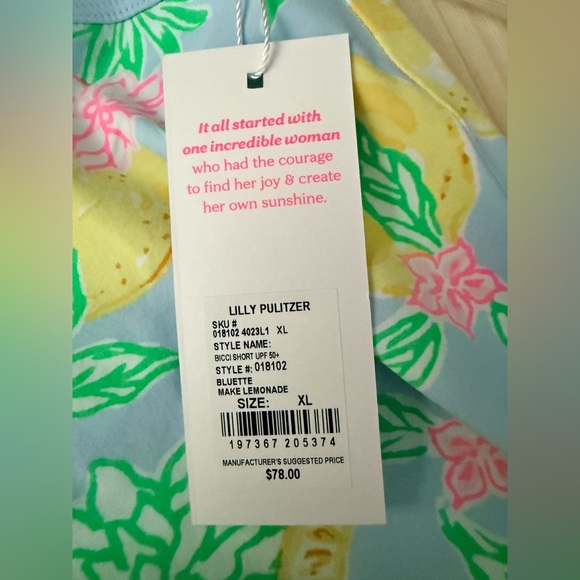 It all started with
one incredible woman
who had the courage
to find her joy & create
her own sunshine.
LILLY PULITZER
SKU #
018102 4023L1 XL
STYLE NAME:
BICCI SHORT UPF 50+
STYLE #: 018102
BLUETTE
MAKE LEMONADE
SIZE: XL
197367 205374
MANUFACTURER'S SUGGESTED PRICE
$78.00